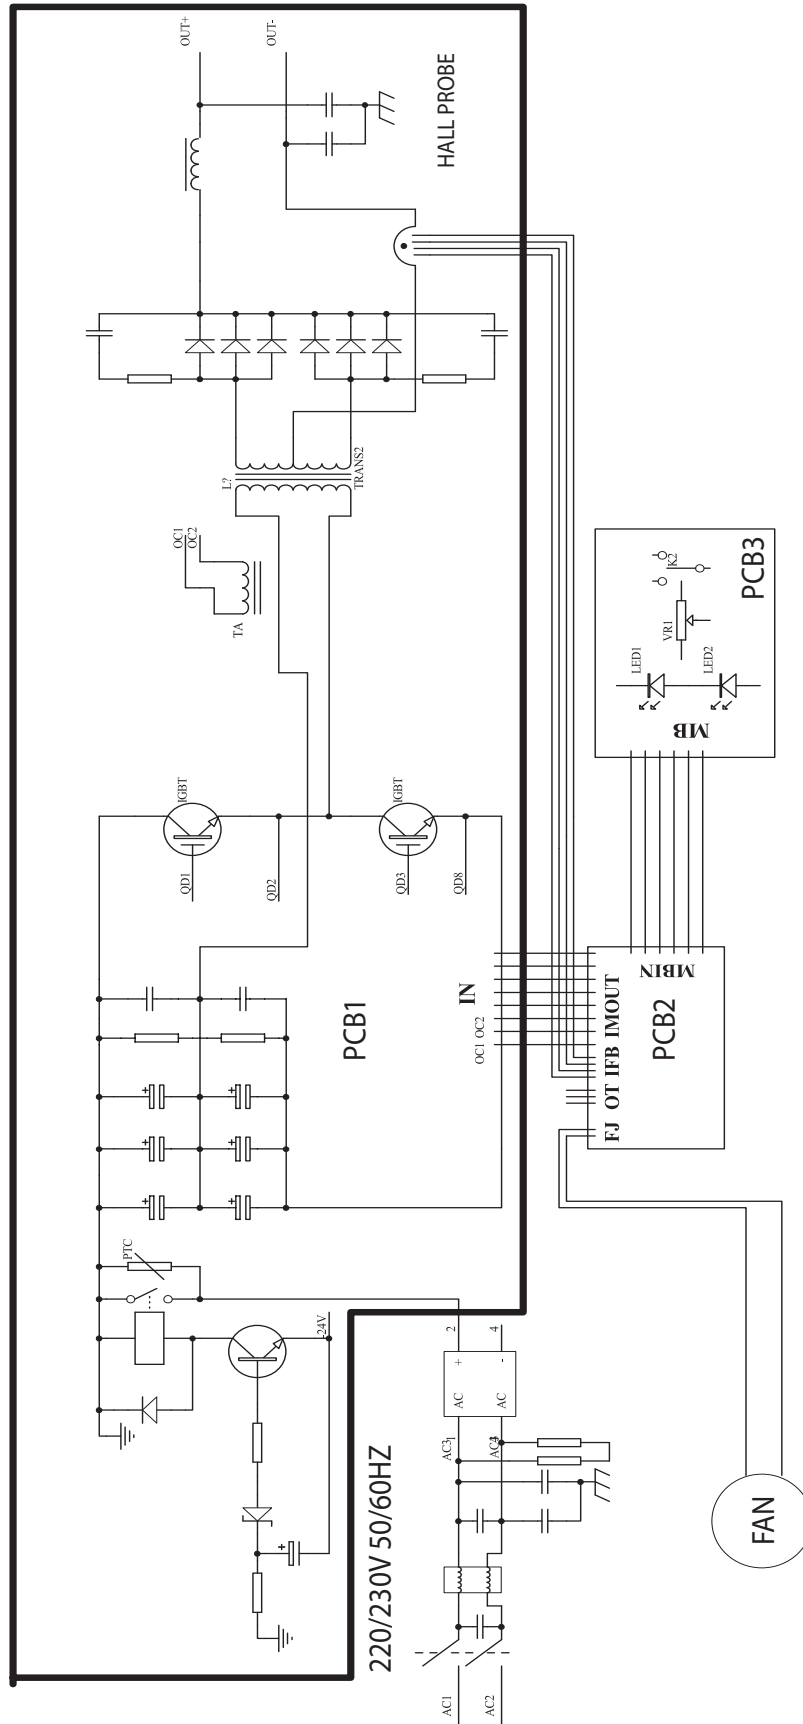 OUT+
OUT-
HALL PROBE
L?
TRANS2
OC1
OC2
TA
PCB3
K2
VR1
LED1
LED2
MB
IGBT
IGBT
QD1
QD2
QD3
QD8
PCB1
IN
OC1 OC2
MBIN
PCB2
FJ OT IFB IMOUT
PTC
-24V
2
4
AC +
AC -
AC3
1
AC4
220/230V 50/60HZ
FAN
AC1
AC2